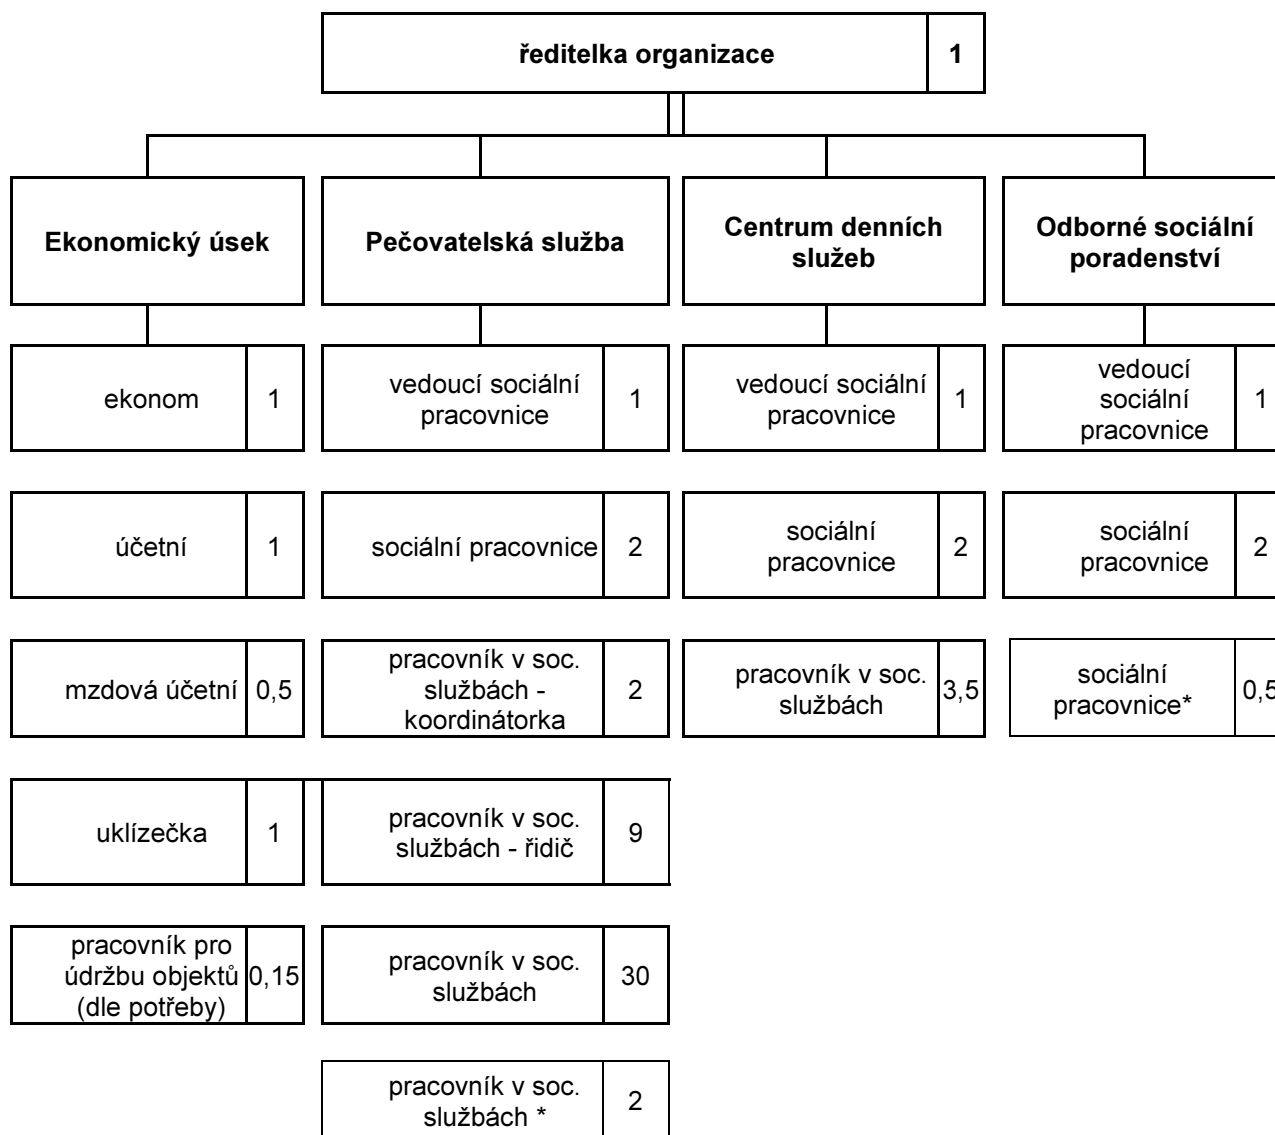 ředitelka organizace 1
Ekonomický úsek
Pečovatelská služba
Centrum denních
služeb
Odborné sociální
poradenství
ekonom 1
vedoucí sociální
pracovnice 1
vedoucí sociální
pracovnice 1
vedoucí
sociální
pracovnice 1
účetní 1
sociální pracovnice 2
sociální
pracovnice 2
sociální
pracovnice 2
mzdová účetní 0,5
pracovník v soc.
službách -
koordinátorka 2
pracovník v soc.
službách 3,5
sociální
pracovnice* 0,5
uklízečka 1
pracovník v soc.
službách - řidič 9
pracovník pro
údržbu objektů
(dle potřeby) 0,15
pracovník v soc.
službách 30
pracovník v soc.
službách * 2